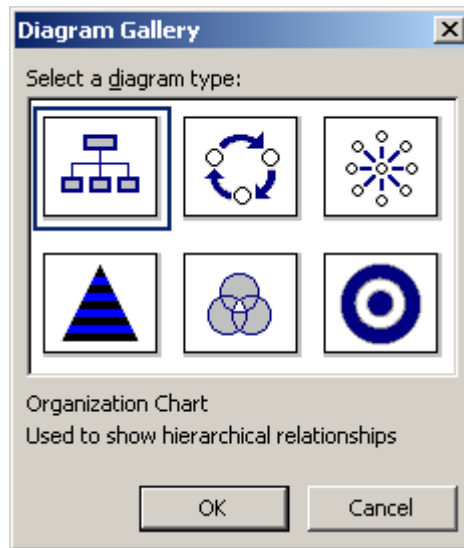 Diagram Gallery
Select a diagram type:
Organization Chart
Used to show hierarchical relationships
OK
Cancel